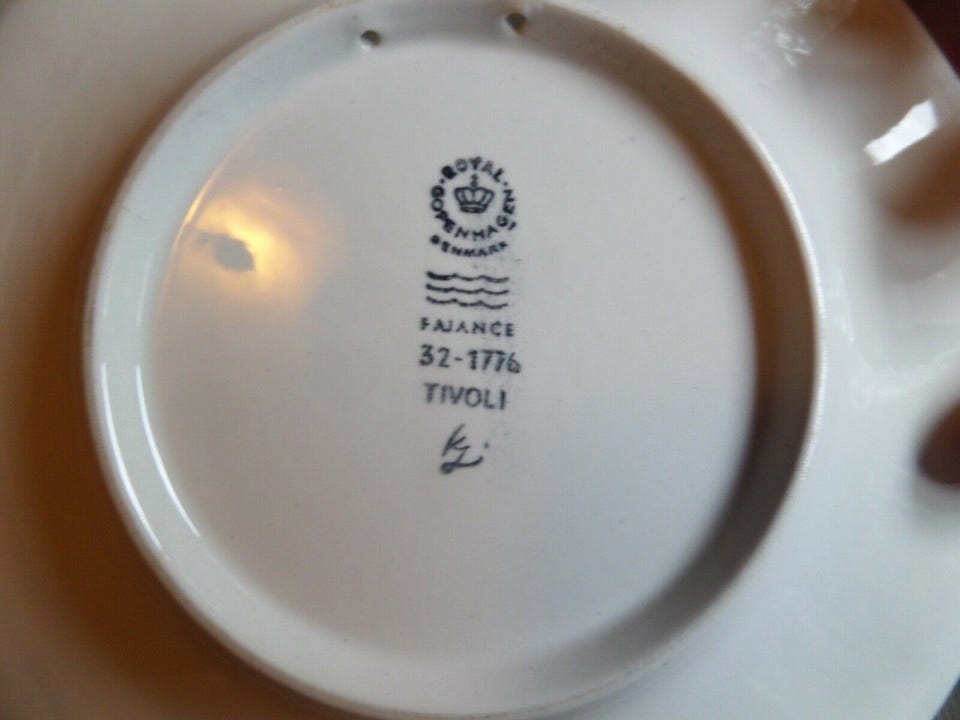 ROYAL COPENHAGEN
DENMARK
FAJANCE
32-1776
TIVOLI